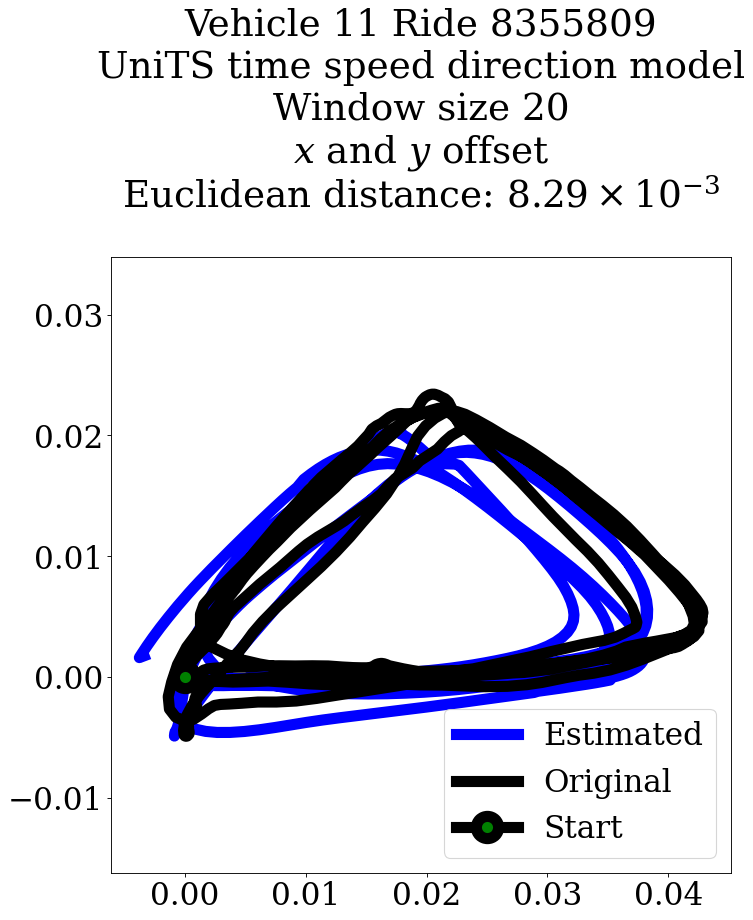 Vehicle 11 Ride 8355809
UniTS time speed direction model
Window size 20
x and y offset
Euclidean distance: 8.29 × 10⁻³
0.03
0.02
0.01
0.00
−0.01
Estimated
Original
Start
0.00 0.01 0.02 0.03 0.04